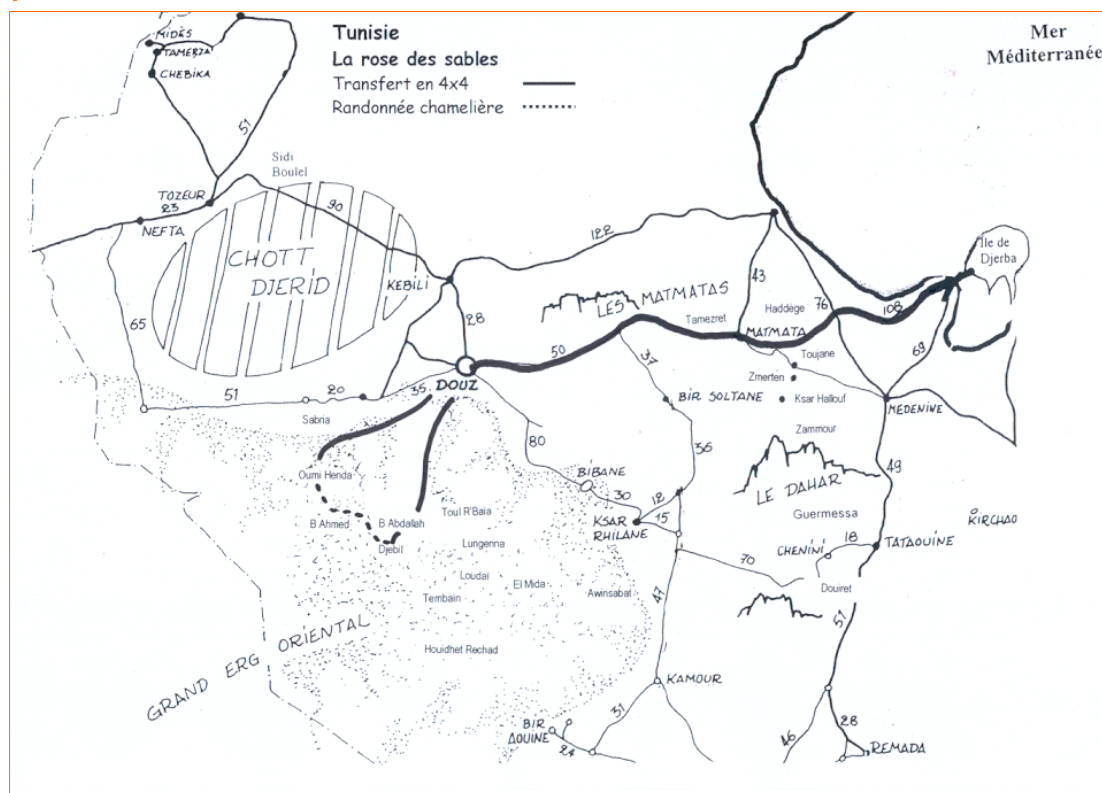 Tunisie
La rose des sables
Transfert en 4x4
Randonnée chamelière
Mer
Méditerranée
MIDÈS
TAMERZA
CHEBIKA
51
Sidi
Boulel
TOZEUR
23
NEFTA
90
CHOTT
DJERID
KEBILI
122
43
Ile de
Djerba
LES MATMATAS
Haddège
76
108
Tamezret
MATMATA
65
28
50
37
Toujane
69
Zmerten
DOUZ
35
BIR SOLTANE
Ksar Hallouf
MEDENINE
51
20
Sabria
Zammour
80
36
49
Oumi Henda
BIBANE
LE DAHAR
30
12
15
B Ahmed
B Abdallah
Toul R'Baïa
KSAR
RHILANE
Guermessa
KIRCHAO
Djebil
Lungenna
CHENINI
18
TATAOUINE
70
Loudaï
El Mida
Tembain
Awinsabat
47
Douiret
51
GRAND ERG ORIENTAL
Houidhet Rechad
KAMOUR
31
BIR
AOUINE
24
46
28
REMADA